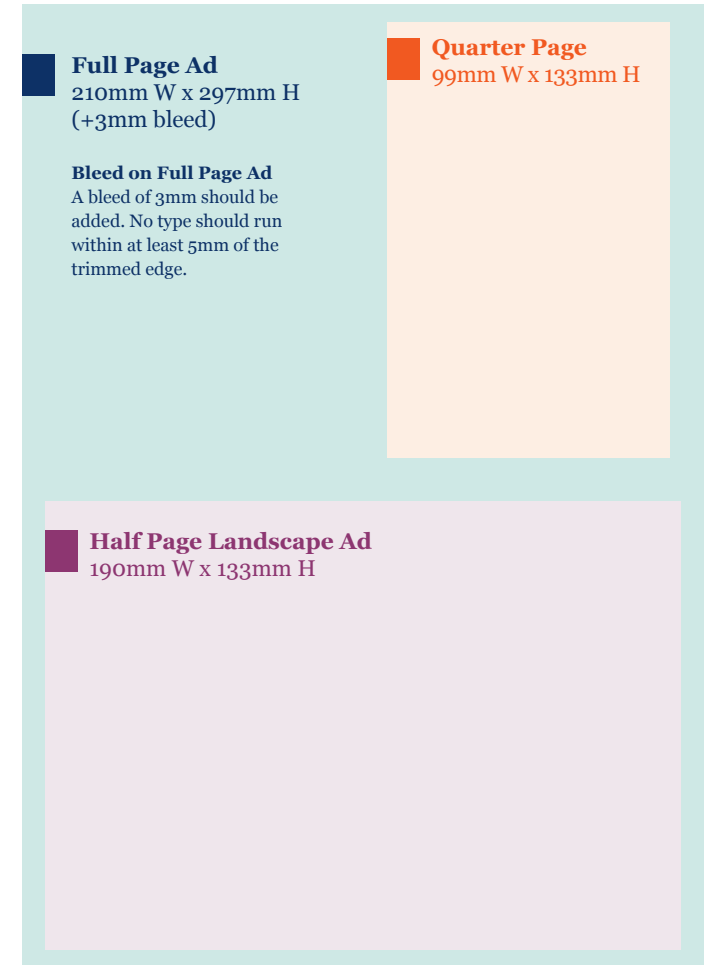 Full Page Ad
210mm W x 297mm H
(+3mm bleed)
Bleed on Full Page Ad
A bleed of 3mm should be
added. No type should run
within at least 5mm of the
trimmed edge.
Quarter Page
99mm W x 133mm H
Half Page Landscape Ad
190mm W x 133mm H